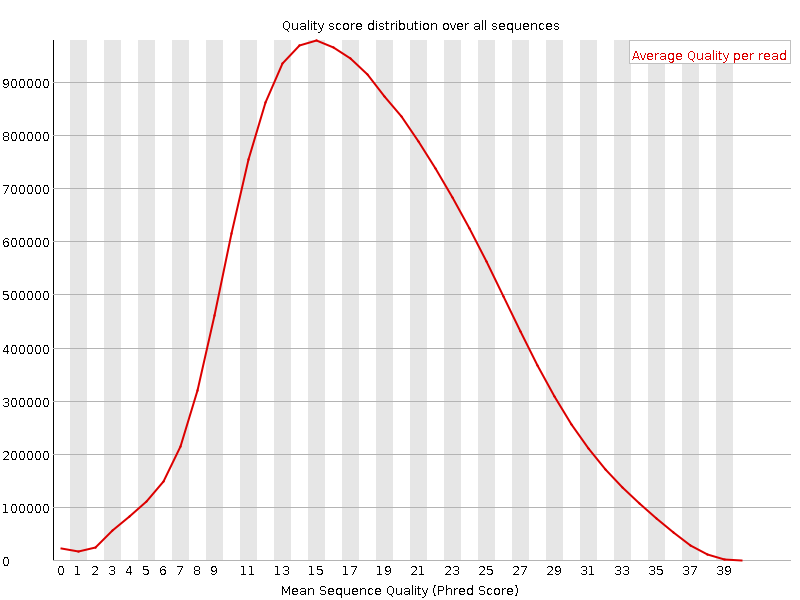 Quality score distribution over all sequences
Average Quality per read
900000
800000
700000
600000
500000
400000
300000
200000
100000
0
0 1 2 3 4 5 6 7 8 9 11 13 15 17 19 21 23 25 27 29 31 33 35 37 39
Mean Sequence Quality (Phred Score)